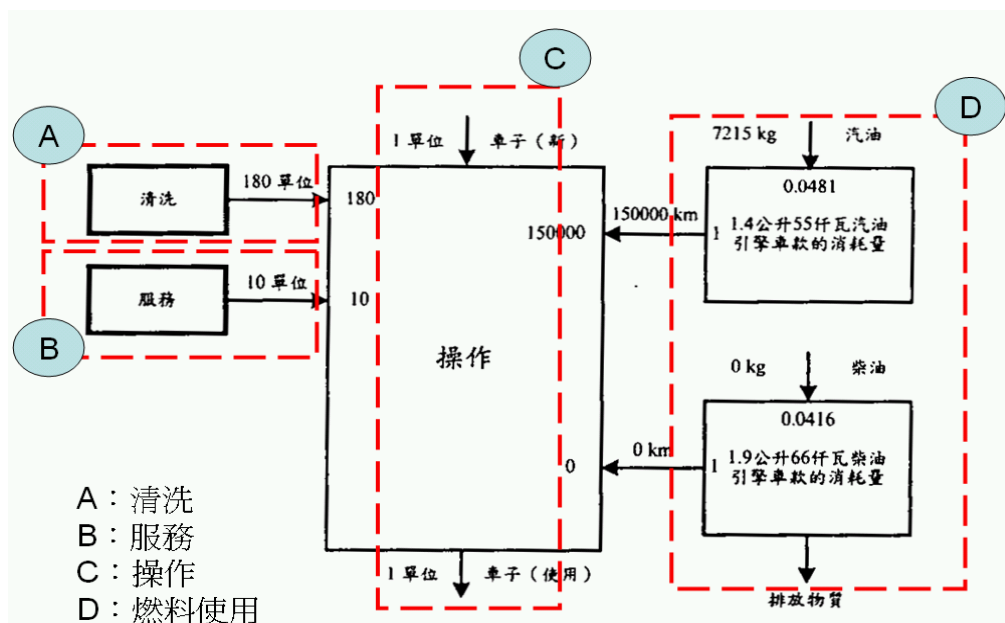 C
A
D
B
1 單位
車子（新）
7215 kg
汽油
清洗
180 單位
180
服務
10 單位
10
操作
150000
150000 km
0.0481
1
1.4公升55仟瓦汽油
引擎車款的消耗量
0 kg
柴油
0.0416
0
0 km
1
1.9公升66仟瓦柴油
引擎車款的消耗量
1 單位
車子（使用）
排放物質
A：清洗
B：服務
C：操作
D：燃料使用